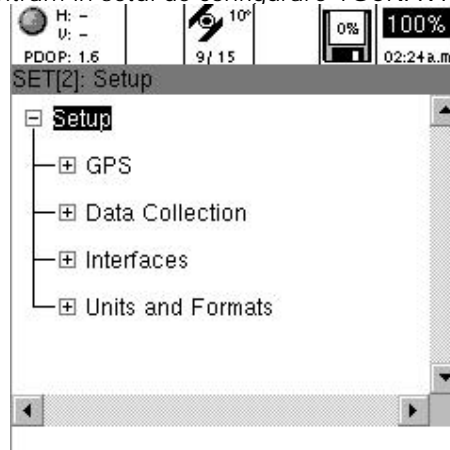 H: -
V: -
PDOP: 1.6
10°
9/ 15
0%
100%
02:24a.m
SET[2]: Setup
Setup
GPS
Data Collection
Interfaces
Units and Formats